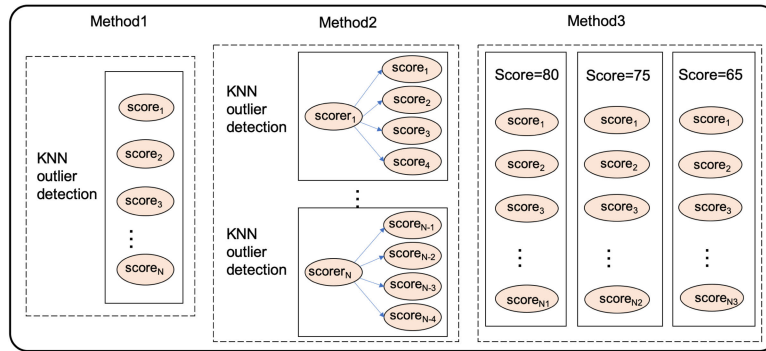 Method1
KNN
outlier
detection
score1
score2
score3
⋮
scoreN
Method2
KNN
outlier
detection
scorer1
score1
score2
score3
score4
⋮
KNN
outlier
detection
scorerN
scoreN-1
scoreN-2
scoreN-3
scoreN-4
Method3
Score=80
score1
score2
score3
⋮
scoreN1
Score=75
score1
score2
score3
⋮
scoreN2
Score=65
score1
score2
score3
⋮
scoreN3